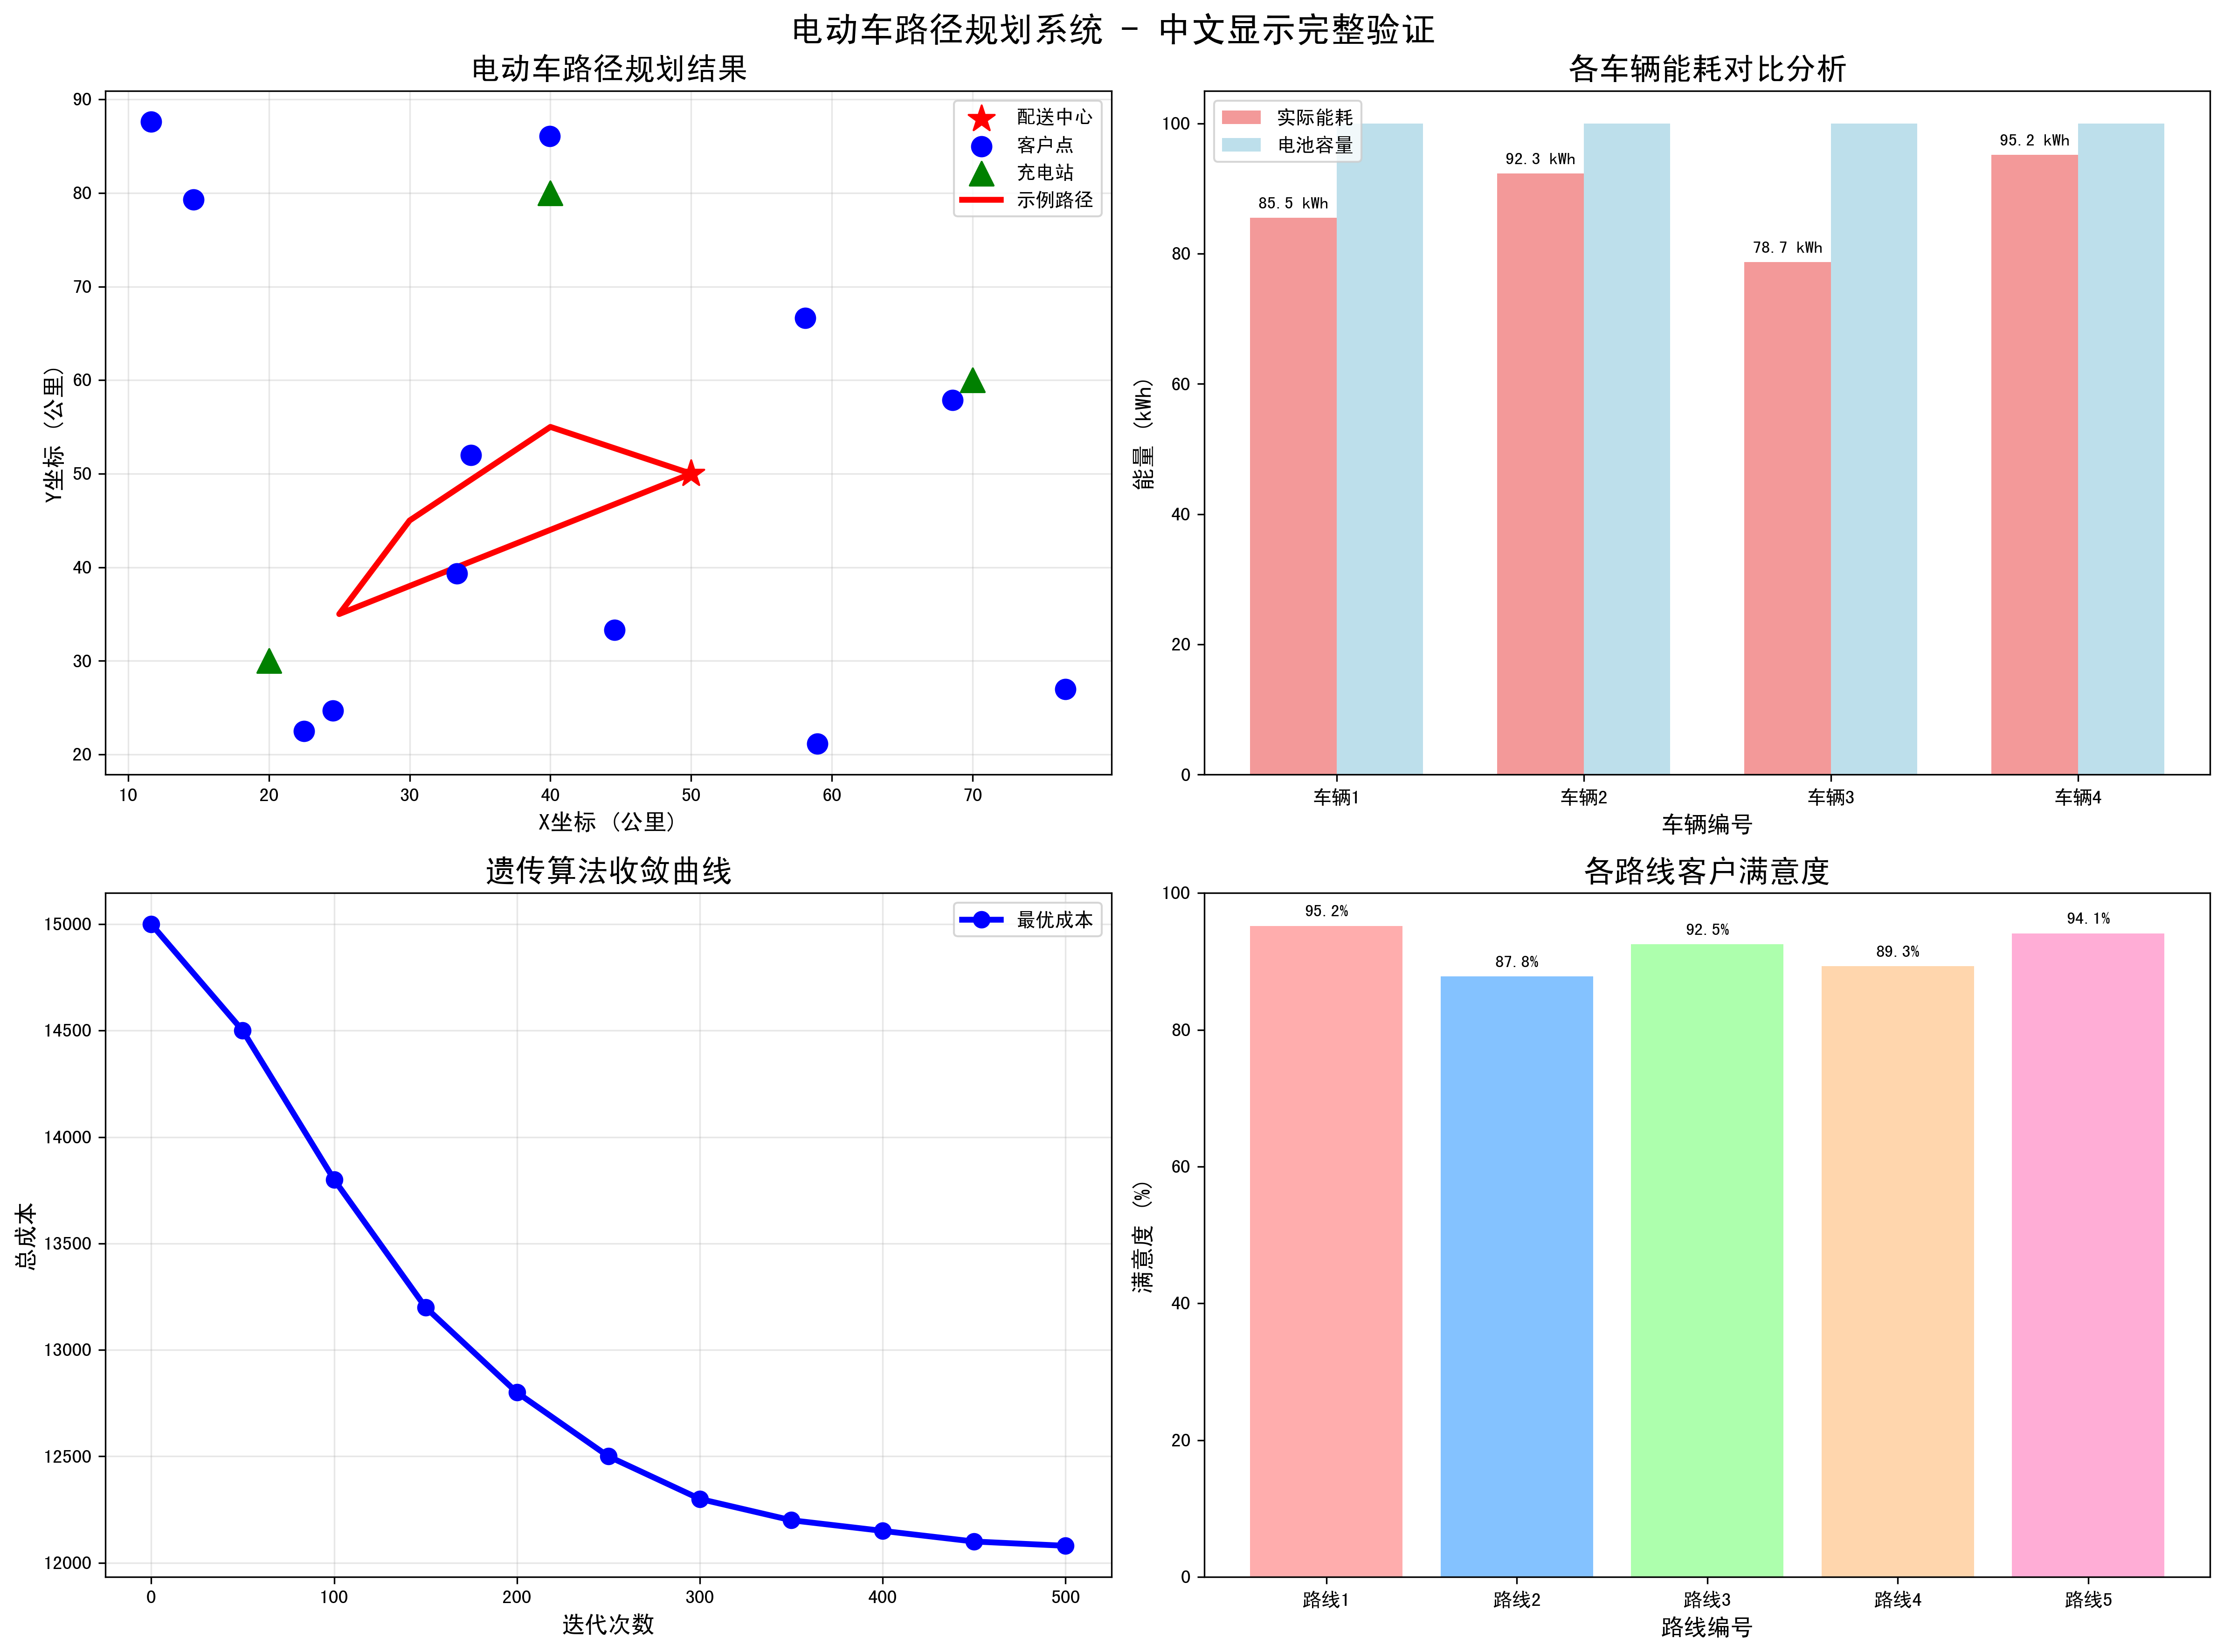 电动车路径规划系统 - 中文显示完整验证
电动车路径规划结果
配送中心
客户点
充电站
示例路径
90
80
70
60
50
40
30
20
Y坐标 (公里)
10 20 30 40 50 60 70
X坐标 (公里)
各车辆能耗对比分析
实际能耗
电池容量
85.5 kWh
92.3 kWh
78.7 kWh
95.2 kWh
100
80
60
40
20
0
能量 (kWh)
车辆1 车辆2 车辆3 车辆4
车辆编号
遗传算法收敛曲线
最优成本
15000
14500
14000
13500
13000
12500
12000
总成本
0 100 200 300 400 500
迭代次数
各路线客户满意度
95.2%
87.8%
92.5%
89.3%
94.1%
100
80
60
40
20
0
满意度 (%)
路线1 路线2 路线3 路线4 路线5
路线编号